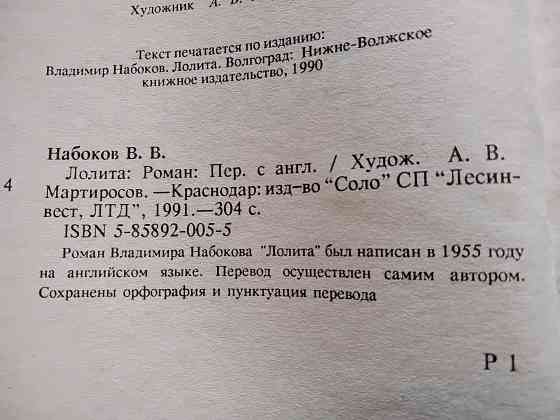 Художник А. В.
Текст печатается по изданию:
Владимир Набоков. Лолита. Волгоград: Нижне-Волжское
книжное издательство, 1990
Набоков В. В.
4 Лолита: Роман: Пер. с англ. / Худож. А. В.
Мартиросов. —Краснодар: изд-во “Соло” СП “Лесин-
вест, ЛТД”, 1991.—304 с.
ISBN 5-85892-005-5
Роман Владимира Набокова "Лолита" был написан в 1955 году
на английском языке. Перевод осуществлен самим автором.
Сохранены орфография и пунктуация перевода
Р 1